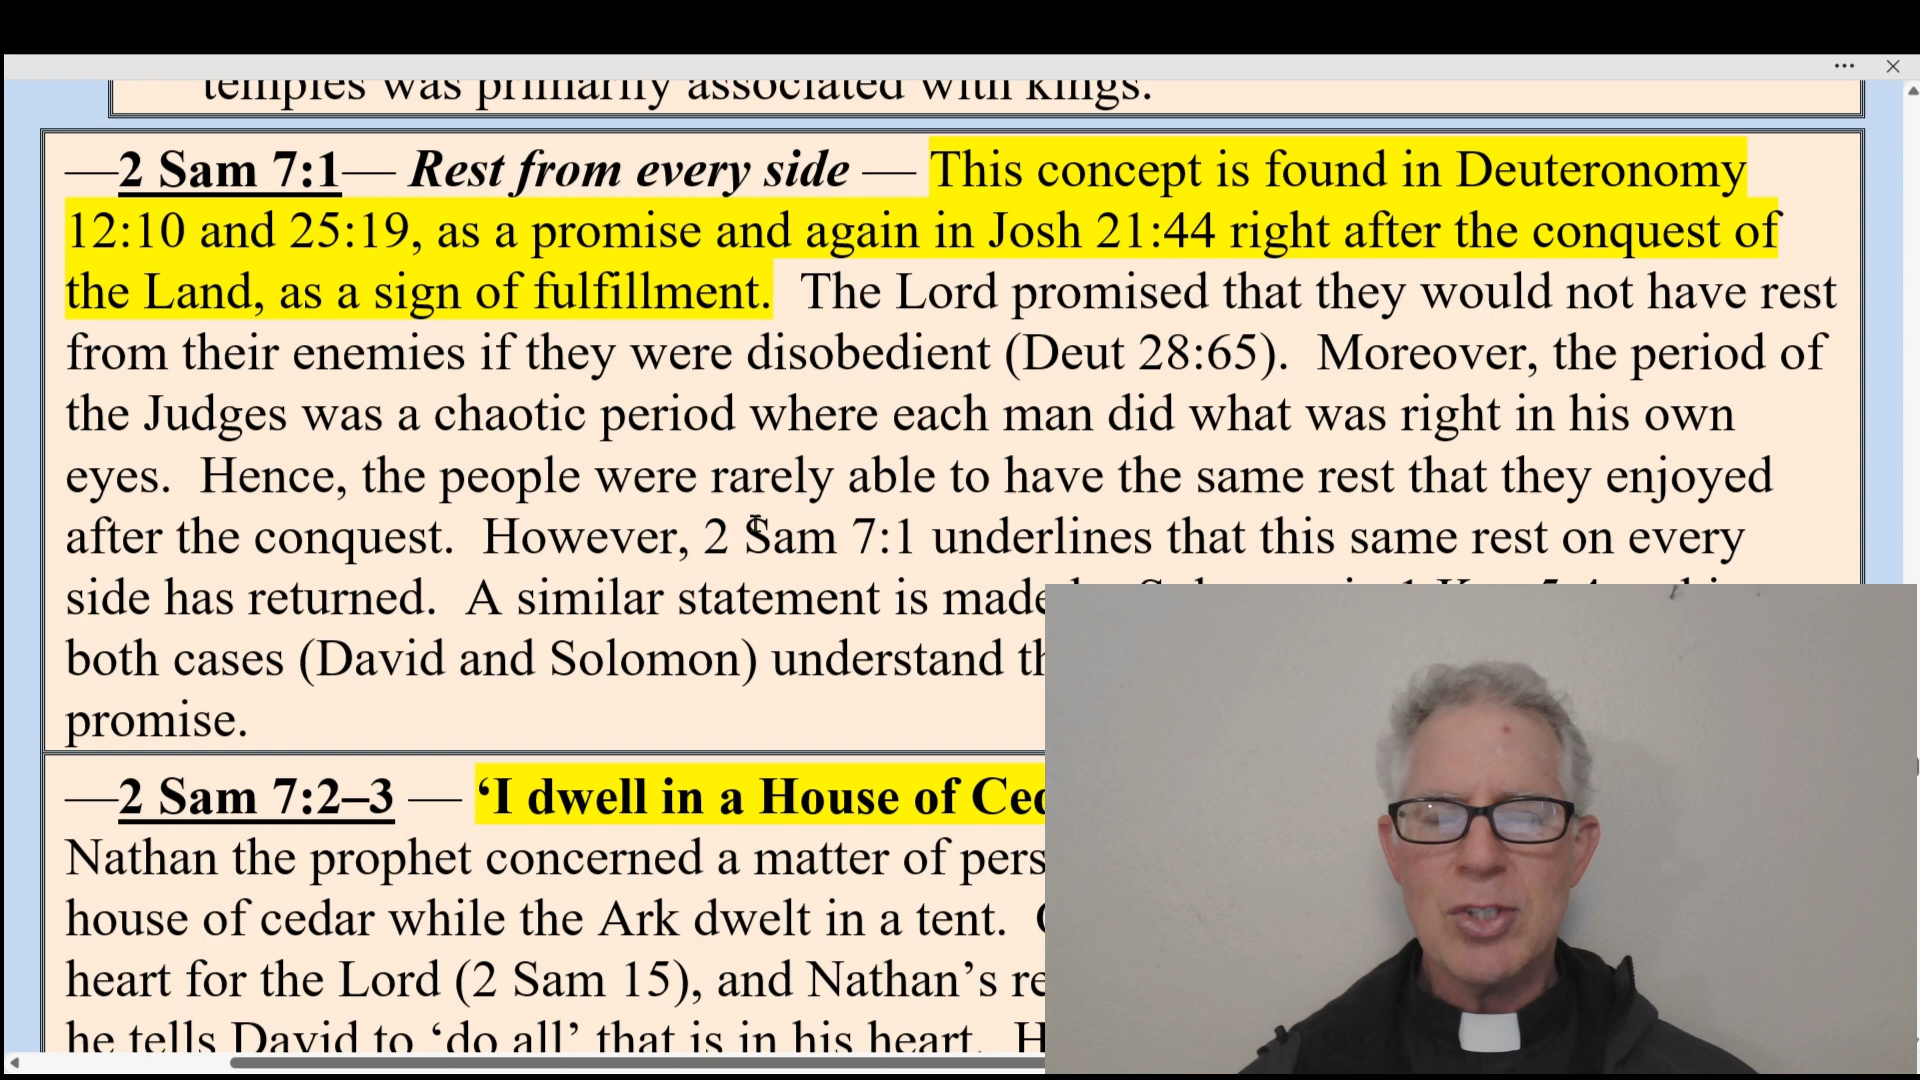 temples was primarily associated with kings.
—2 Sam 7:1— Rest from every side — This concept is found in Deuteronomy
12:10 and 25:19, as a promise and again in Josh 21:44 right after the conquest of
the Land, as a sign of fulfillment. The Lord promised that they would not have rest
from their enemies if they were disobedient (Deut 28:65). Moreover, the period of
the Judges was a chaotic period where each man did what was right in his own
eyes. Hence, the people were rarely able to have the same rest that they enjoyed
after the conquest. However, 2 Sam 7:1 underlines that this same rest on every
side has returned. A similar statement is made
both cases (David and Solomon) understand
promise.
—2 Sam 7:2–3 — ‘I dwell in a House of
Nathan the prophet concerned a matter of
house of cedar while the Ark dwelt in a tent.
heart for the Lord (2 Sam 15), and Nathan’s
he tells David to ‘do all’ that is in his heart.